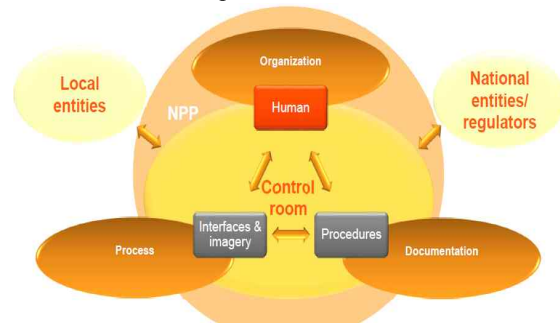 Organization
Local
entities
National
entities/
regulators
NPP
Human
Control
room
Interfaces &
imagery
Procedures
Process
Documentation